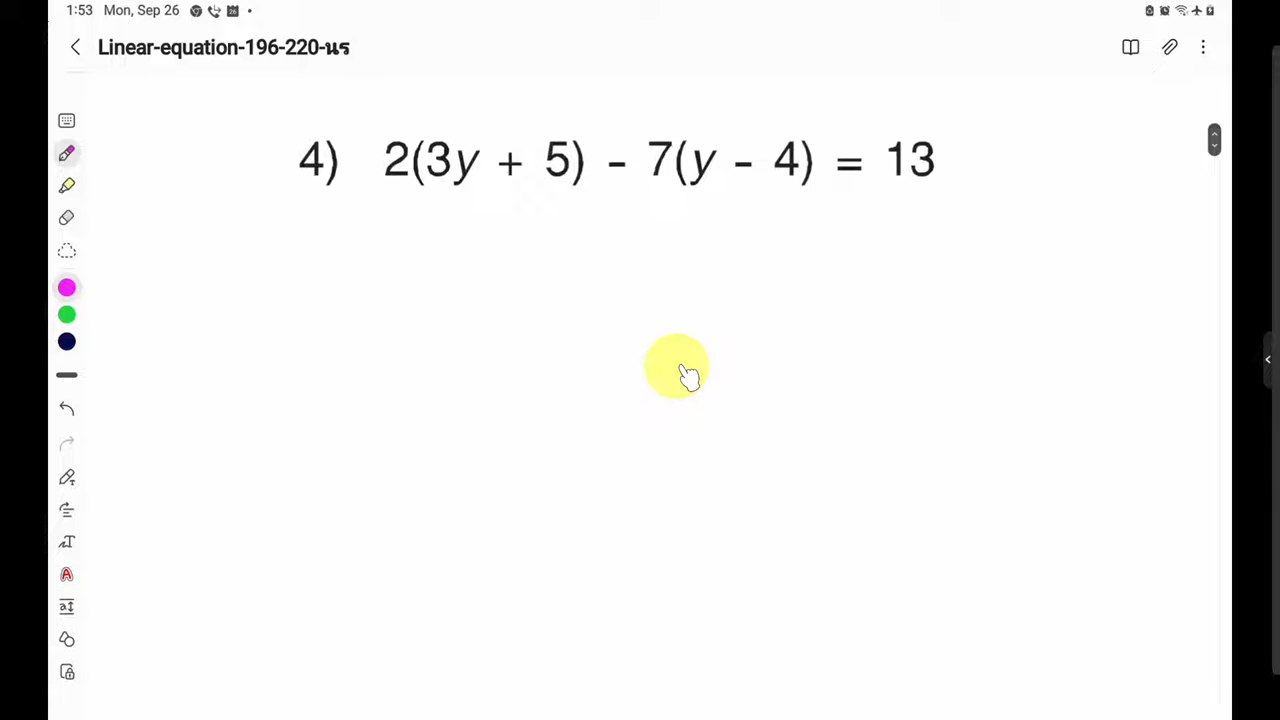 1:53 Mon, Sep 26
Linear-equation-196-220-นร
4) 2(3y + 5) - 7(y - 4) = 13